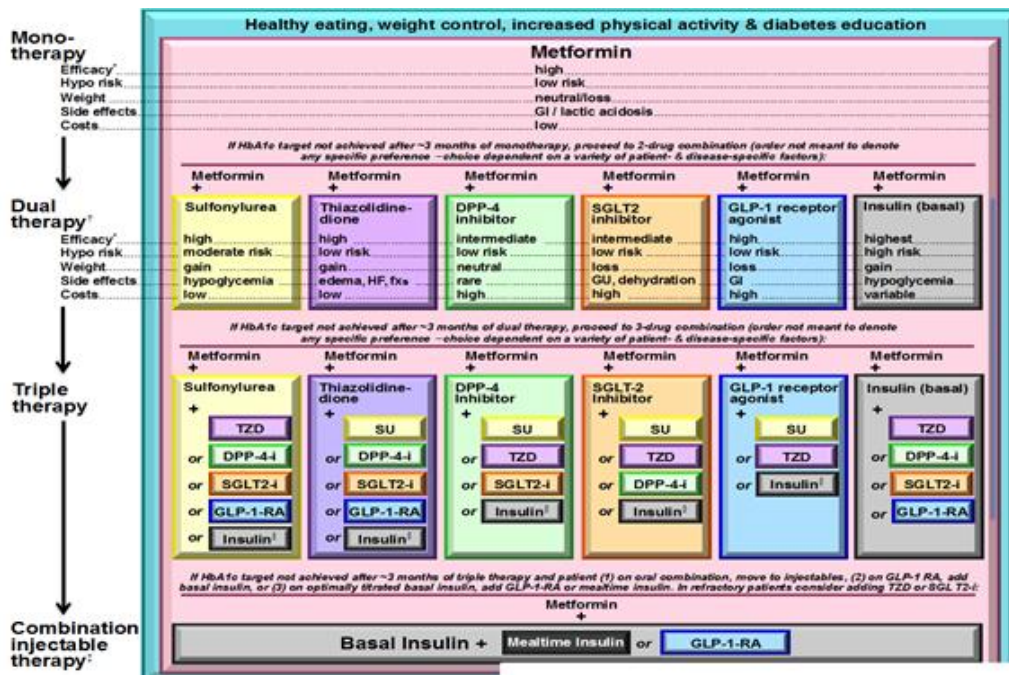 Healthy eating, weight control, increased physical activity & diabetes education
Mono-
therapy
Metformin
Efficacy* high
Hypo risk low risk
Weight neutral/loss
Side effects GI / lactic acidosis
Costs low
If HbA1c target not achieved after ~3 months of monotherapy, proceed to 2-drug combination (order not meant to denote
any specific preference – choice dependent on a variety of patient- & disease-specific factors):
Metformin Metformin Metformin Metformin Metformin Metformin
+ + + + + +
Dual
therapy†
Sulfonylurea Thiazolidine-dione DPP-4 inhibitor SGLT2 inhibitor GLP-1 receptor agonist Insulin (basal)
Efficacy* high high intermediate intermediate high highest
Hypo risk moderate risk low risk low risk low risk low risk high risk
Weight gain gain neutral loss loss gain
Side effects hypoglycemia edema, HF, fxs rare GU, dehydration GI hypoglycemia
Costs low low high high high variable
If HbA1c target not achieved after ~3 months of dual therapy, proceed to 3-drug combination (order not meant to denote
any specific preference – choice dependent on a variety of patient- & disease-specific factors):
Metformin Metformin Metformin Metformin Metformin Metformin
+ + + + + +
Triple
therapy
Sulfonylurea Thiazolidine-dione DPP-4 Inhibitor SGLT-2 Inhibitor GLP-1 receptor agonist Insulin (basal)
+ + + + + +
TZD SU SU SU SU TZD
or DPP-4-i or DPP-4-i or TZD or TZD or TZD or DPP-4-i
or SGLT2-i or SGLT2-i or SGLT2-i or DPP-4-i or Insulin§ or SGLT2-i
or GLP-1-RA or GLP-1-RA or Insulin§ or Insulin§ or GLP-1-RA
or Insulin§ or Insulin§
If HbA1c target not achieved after ~3 months of triple therapy and patient (1) on oral combination, move to injectables, (2) on GLP-1 RA, add
basal insulin, or (3) on optimally titrated basal insulin, add GLP-1-RA or mealtime insulin. In refractory patients consider adding TZD or SGL T2-i:
Metformin
+
Combination
injectable
therapy‡
Basal Insulin + Mealtime Insulin or GLP-1-RA